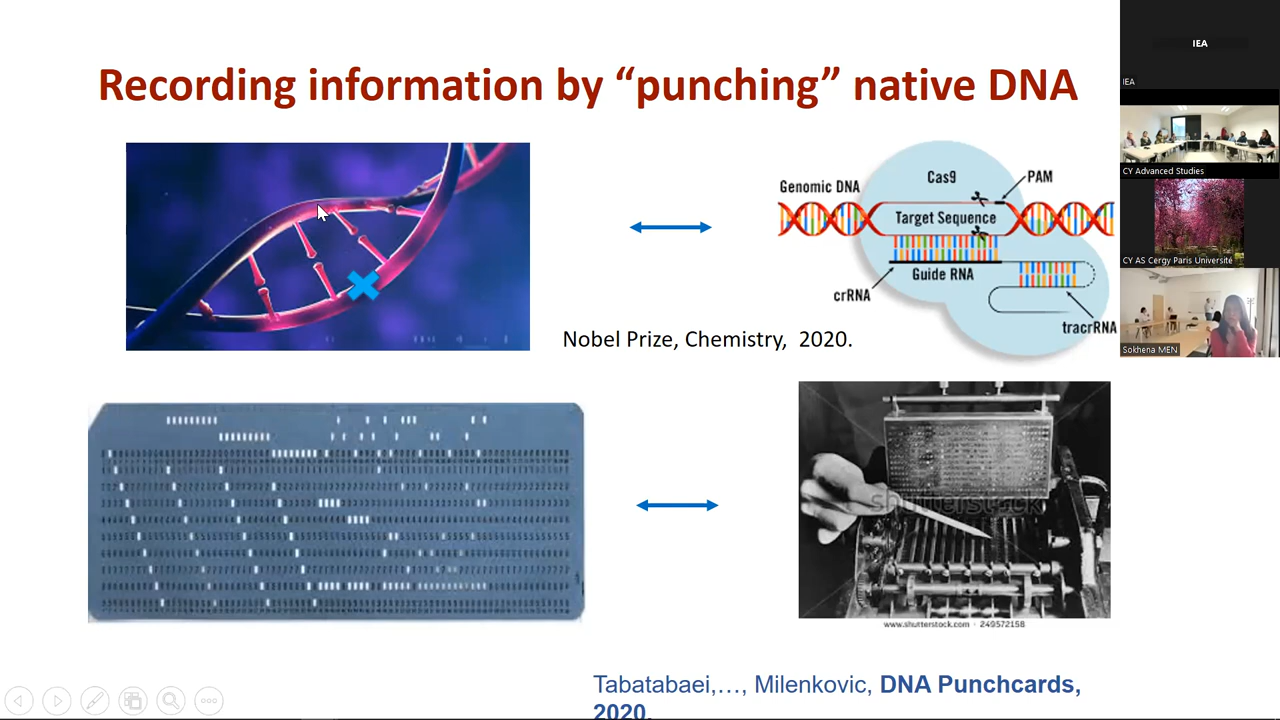 Recording information by “punching” native DNA
IEA
IEA
CY Advanced Studies
CY AS Cergy Paris Université
Sokhena MEN
Cas9
PAM
Genomic DNA
Target Sequence
Guide RNA
crRNA
tracrRNA
Nobel Prize, Chemistry,  2020.
shutterstock
www.shutterstock.com · 249572158
Tabatabaei,…, Milenkovic, DNA Punchcards,
2020.